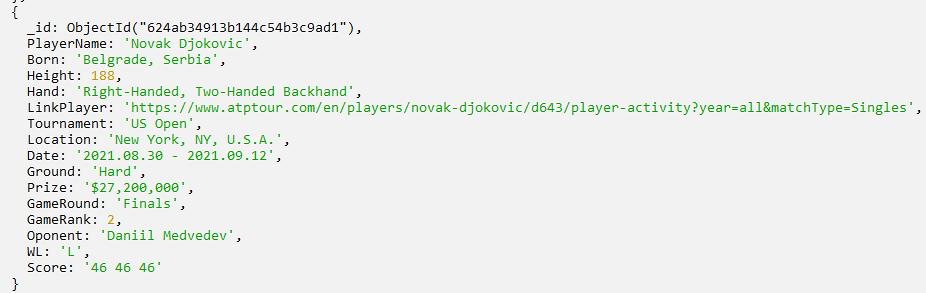 {
_id: ObjectId("624ab34913b144c54b3c9ad1"),
PlayerName: 'Novak Djokovic',
Born: 'Belgrade, Serbia',
Height: 188,
Hand: 'Right-Handed, Two-Handed Backhand',
LinkPlayer: 'https://www.atptour.com/en/players/novak-djokovic/d643/player-activity?year=all&matchType=Singles',
Tournament: 'US Open',
Location: 'New York, NY, U.S.A.',
Date: '2021.08.30 - 2021.09.12',
Ground: 'Hard',
Prize: '$27,200,000',
GameRound: 'Finals',
GameRank: 2,
Oponent: 'Daniil Medvedev',
WL: 'L',
Score: '46 46 46'
}